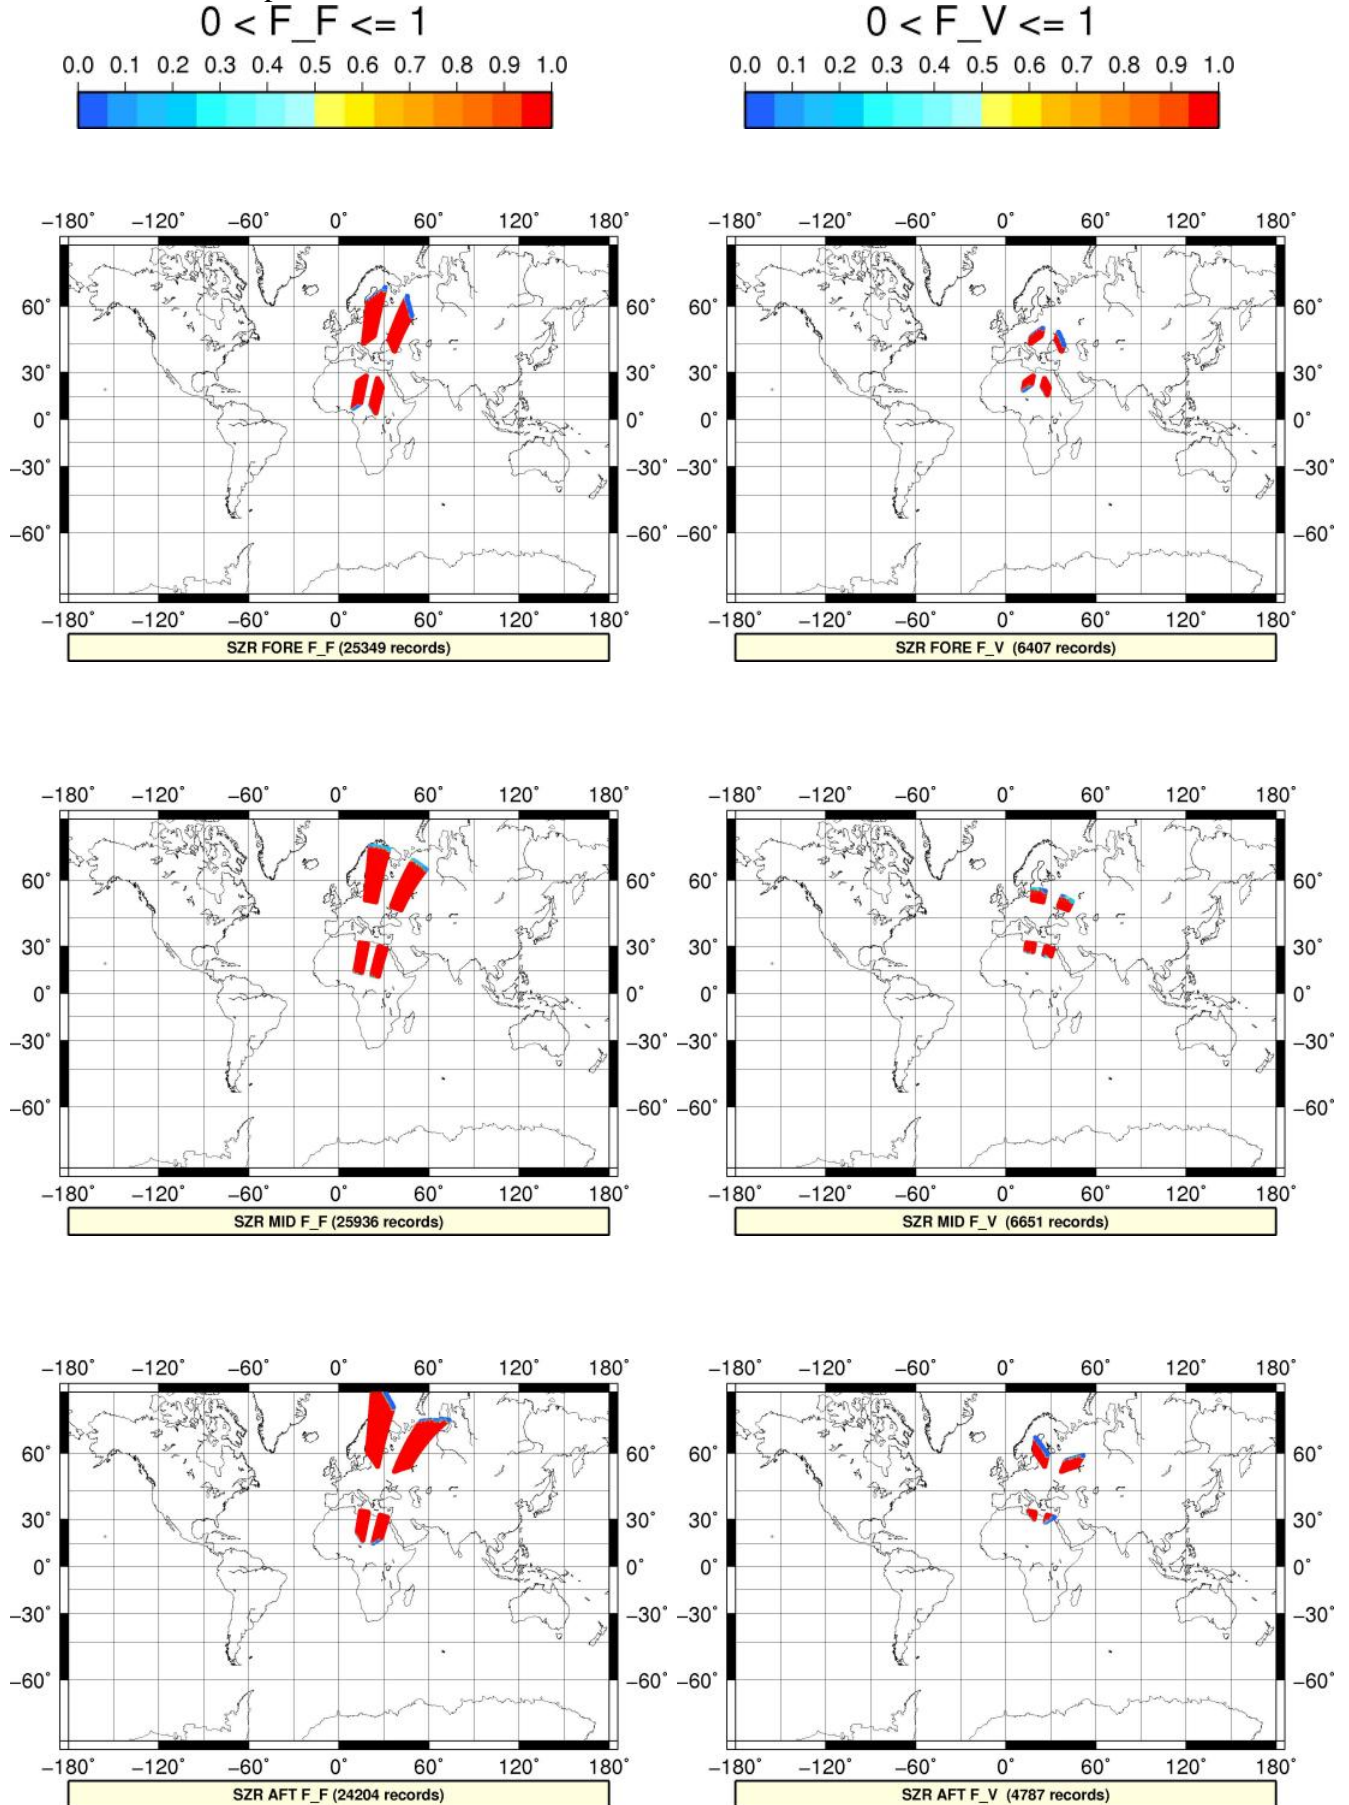 0 < F_F <= 1 0 < F_V <= 1
0.0 0.1 0.2 0.3 0.4 0.5 0.6 0.7 0.8 0.9 1.0 0.0 0.1 0.2 0.3 0.4 0.5 0.6 0.7 0.8 0.9 1.0
−180˚ −120˚ −60˚ 0˚ 60˚ 120˚ 180˚ −180˚ −120˚ −60˚ 0˚ 60˚ 120˚ 180˚
60˚ 60˚ 60˚ 60˚
30˚ 30˚ 30˚ 30˚
0˚ 0˚ 0˚ 0˚
−30˚ −30˚ −30˚ −30˚
−60˚ −60˚ −60˚ −60˚
−180˚ −120˚ −60˚ 0˚ 60˚ 120˚ 180˚ −180˚ −120˚ −60˚ 0˚ 60˚ 120˚ 180˚
SZR FORE F_F (25349 records) SZR FORE F_V (6407 records)
−180˚ −120˚ −60˚ 0˚ 60˚ 120˚ 180˚ −180˚ −120˚ −60˚ 0˚ 60˚ 120˚ 180˚
60˚ 60˚ 60˚ 60˚
30˚ 30˚ 30˚ 30˚
0˚ 0˚ 0˚ 0˚
−30˚ −30˚ −30˚ −30˚
−60˚ −60˚ −60˚ −60˚
−180˚ −120˚ −60˚ 0˚ 60˚ 120˚ 180˚ −180˚ −120˚ −60˚ 0˚ 60˚ 120˚ 180˚
SZR MID F_F (25936 records) SZR MID F_V (6651 records)
−180˚ −120˚ −60˚ 0˚ 60˚ 120˚ 180˚ −180˚ −120˚ −60˚ 0˚ 60˚ 120˚ 180˚
60˚ 60˚ 60˚ 60˚
30˚ 30˚ 30˚ 30˚
0˚ 0˚ 0˚ 0˚
−30˚ −30˚ −30˚ −30˚
−60˚ −60˚ −60˚ −60˚
−180˚ −120˚ −60˚ 0˚ 60˚ 120˚ 180˚ −180˚ −120˚ −60˚ 0˚ 60˚ 120˚ 180˚
SZR AFT F_F (24204 records) SZR AFT F_V (4787 records)